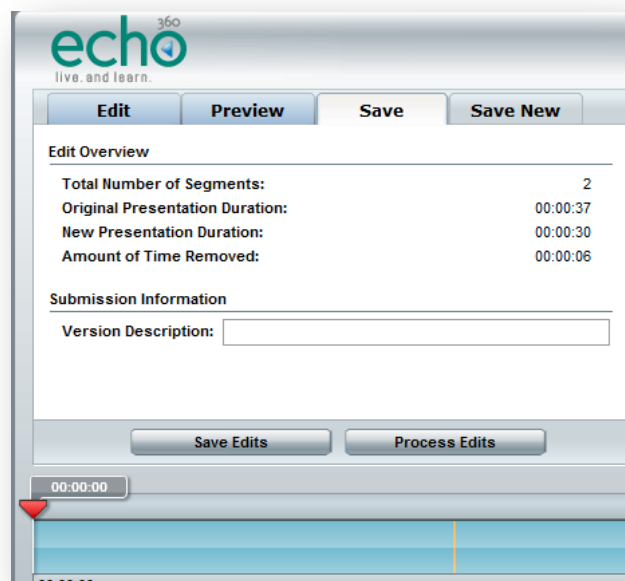 360
echo
live. and learn.
Edit Preview Save Save New
Edit Overview
Total Number of Segments: 2
Original Presentation Duration: 00:00:37
New Presentation Duration: 00:00:30
Amount of Time Removed: 00:00:06
Submission Information
Version Description:
Save Edits Process Edits
00:00:00